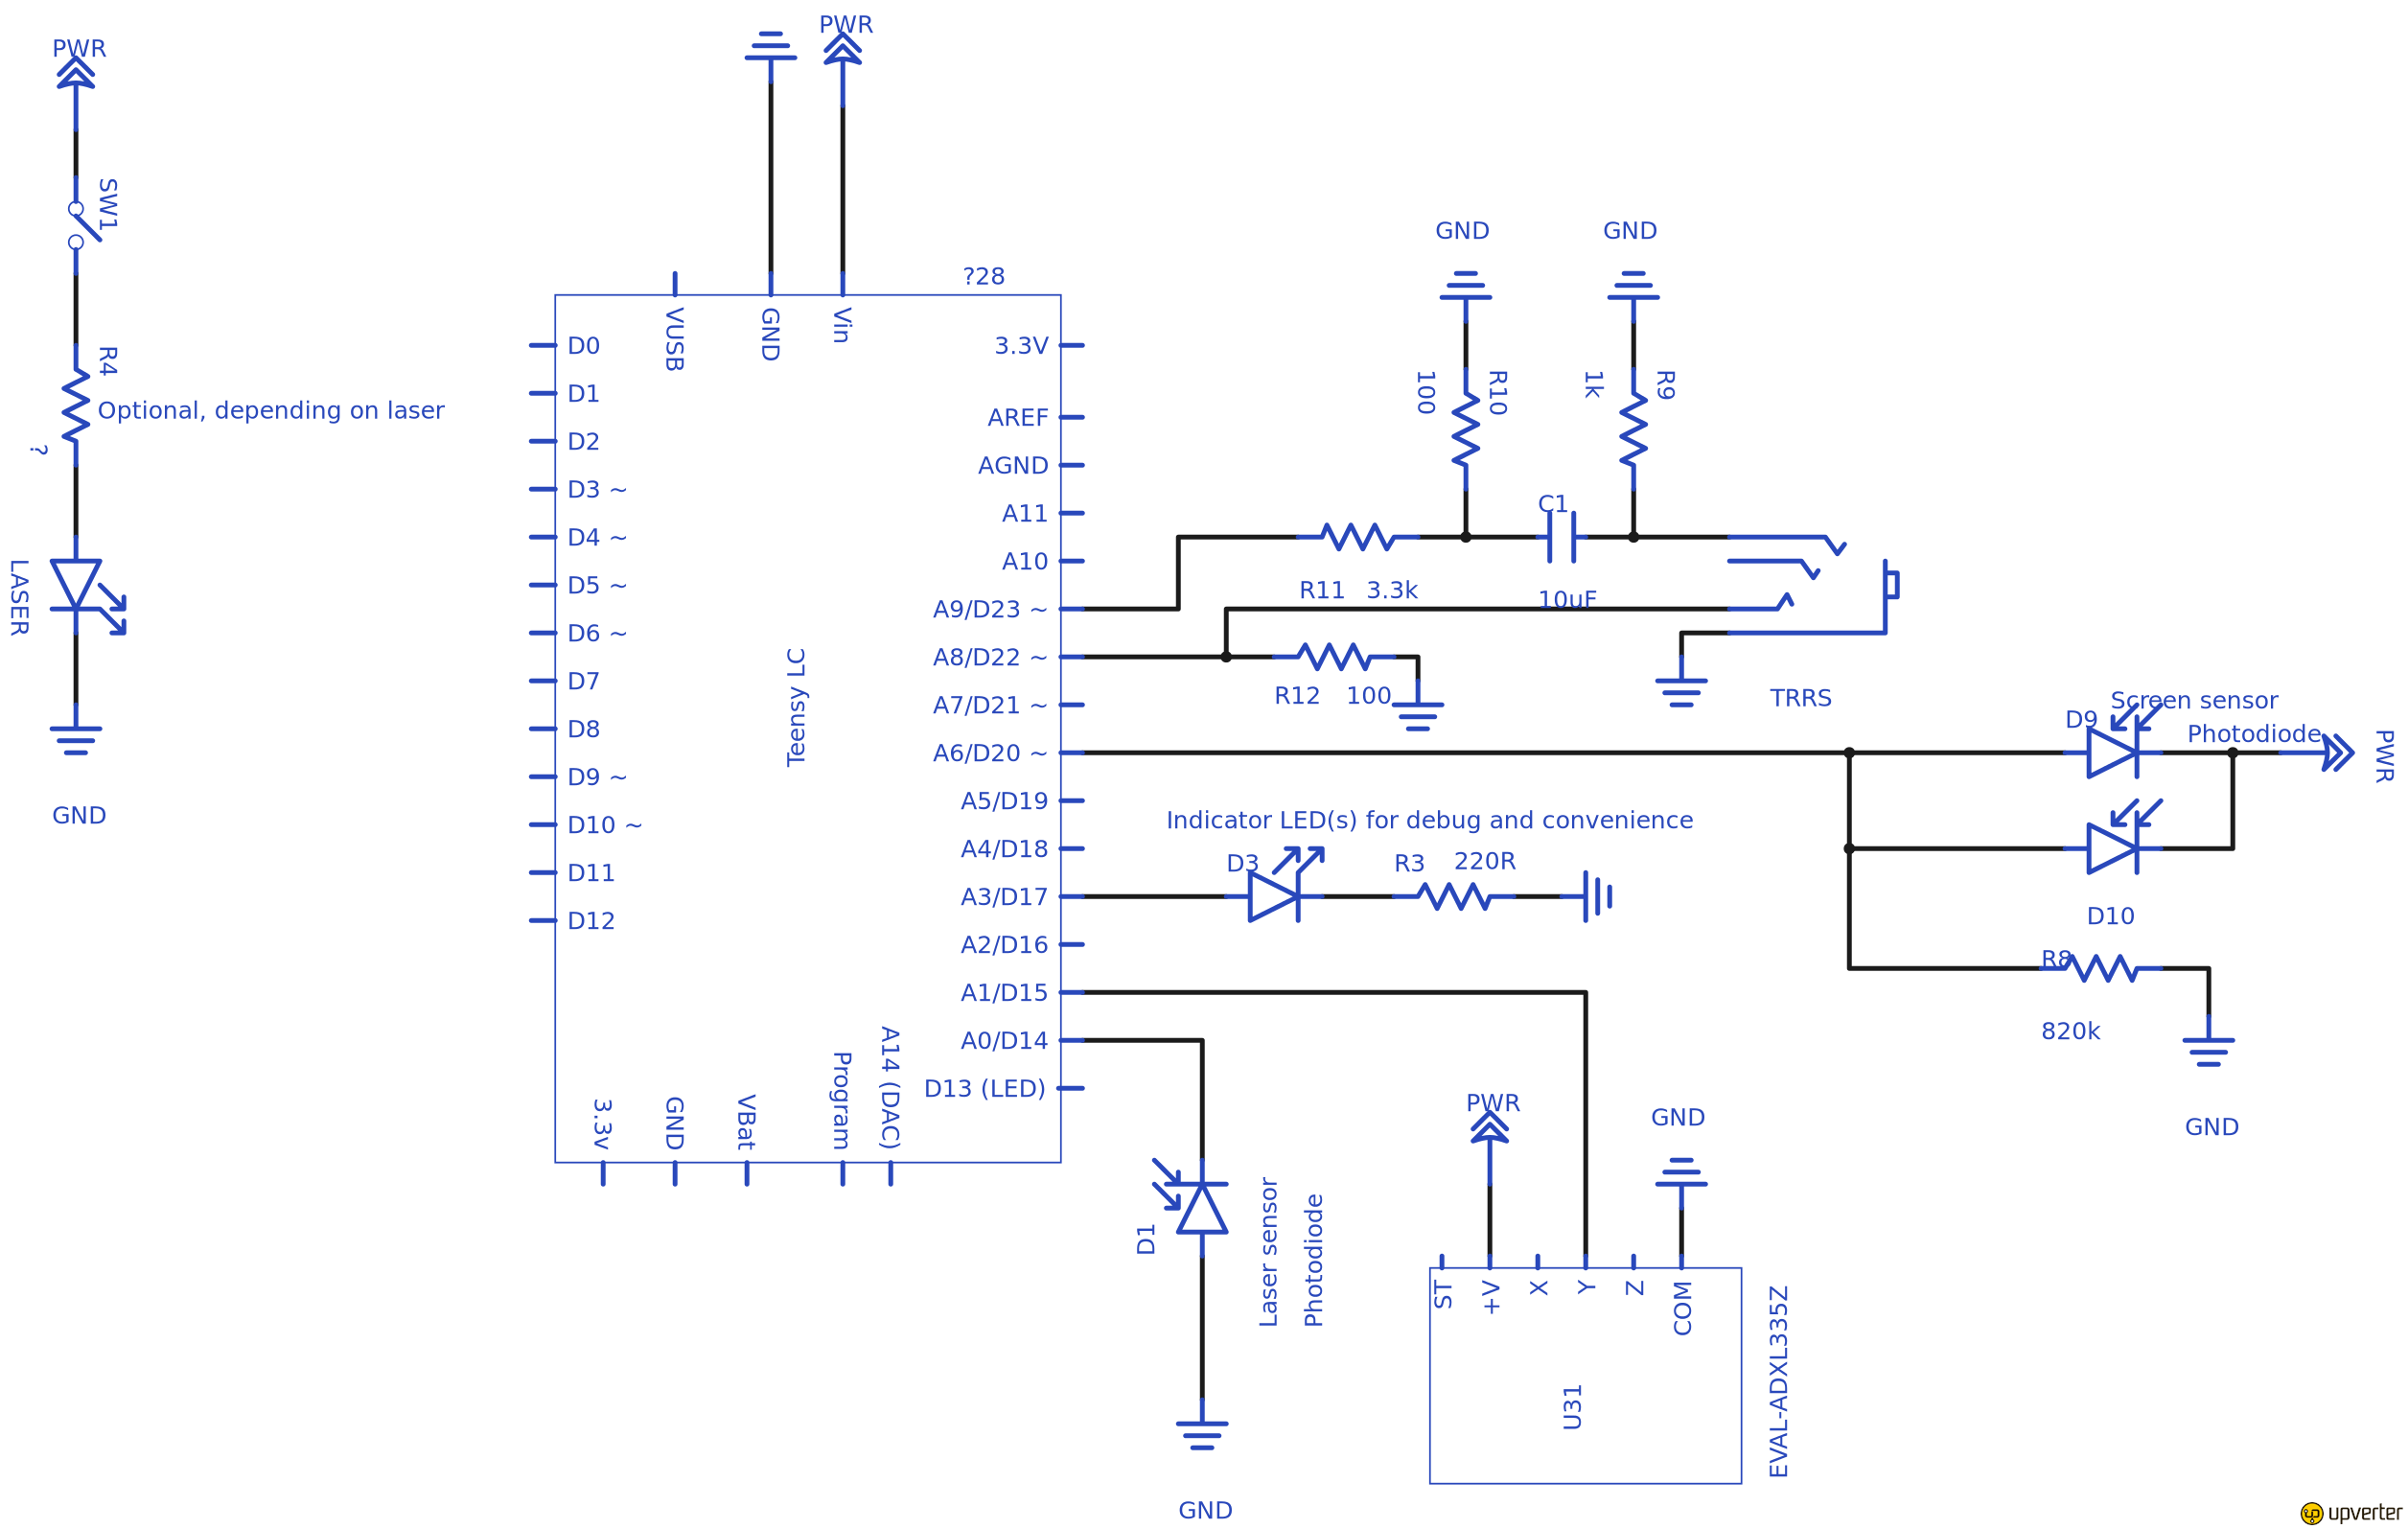 PWR
SW1
R4
Optional, depending on laser
?
LASER
GND
PWR
?28
VUSB
GND
Vin
D0
D1
D2
D3 ~
D4 ~
D5 ~
D6 ~
D7
D8
D9 ~
D10 ~
D11
D12
Teensy LC
3.3V
AREF
AGND
A11
A10
A9/D23 ~
A8/D22 ~
A7/D21 ~
A6/D20 ~
A5/D19
A4/D18
A3/D17
A2/D16
A1/D15
A0/D14
D13 (LED)
3.3v
GND
VBat
Program
A14 (DAC)
GND
GND
100
R10
1k
R9
C1
10uF
R11 3.3k
R12 100
TRRS
Screen sensor
D9
Photodiode
PWR
D10
R8
820k
GND
Indicator LED(s) for debug and convenience
D3
R3
220R
D1
Laser sensor
Photodiode
GND
PWR
GND
ST
+V
X
Y
Z
COM
U31
EVAL-ADXL335Z
upverter